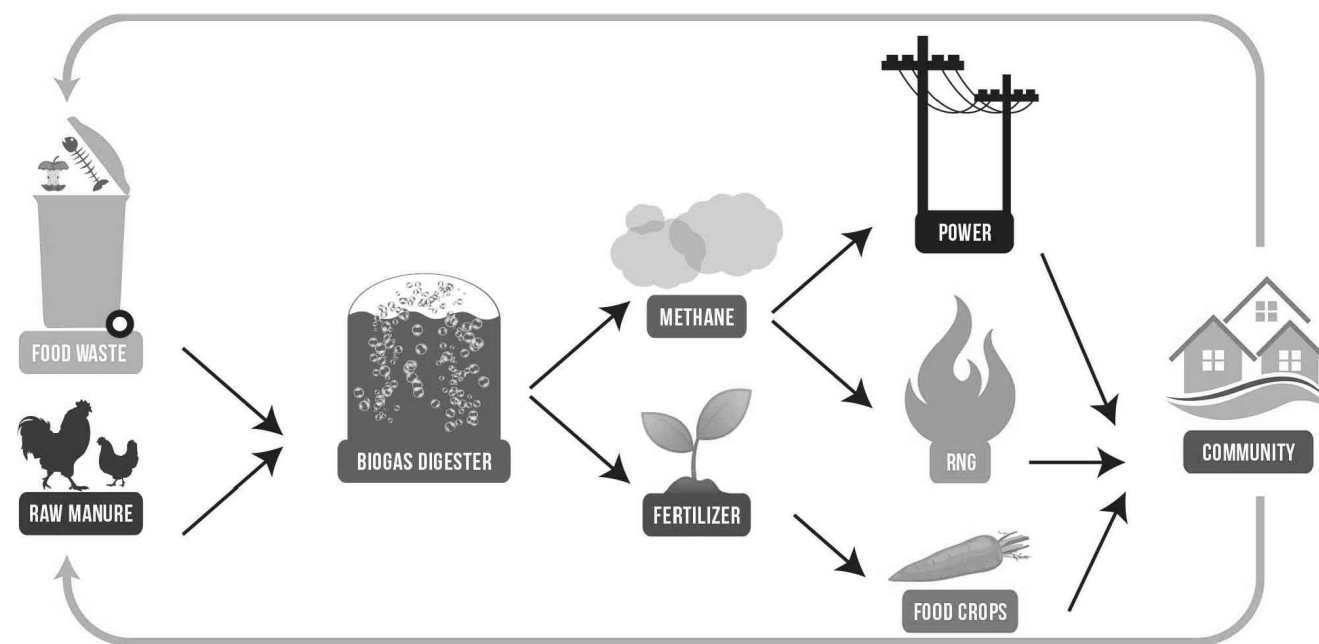 FOOD WASTE
RAW MANURE
BIOGAS DIGESTER
METHANE
FERTILIZER
POWER
RNG
FOOD CROPS
COMMUNITY